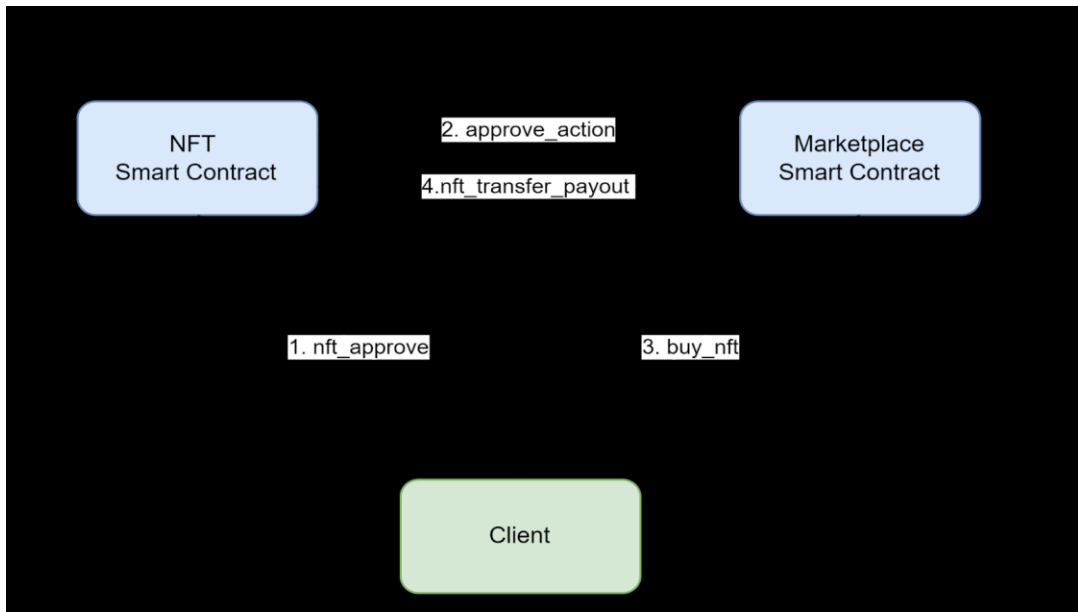 NFT
Smart Contract
2. approve_action
4.nft_transfer_payout
Marketplace
Smart Contract
1. nft_approve
3. buy_nft
Client